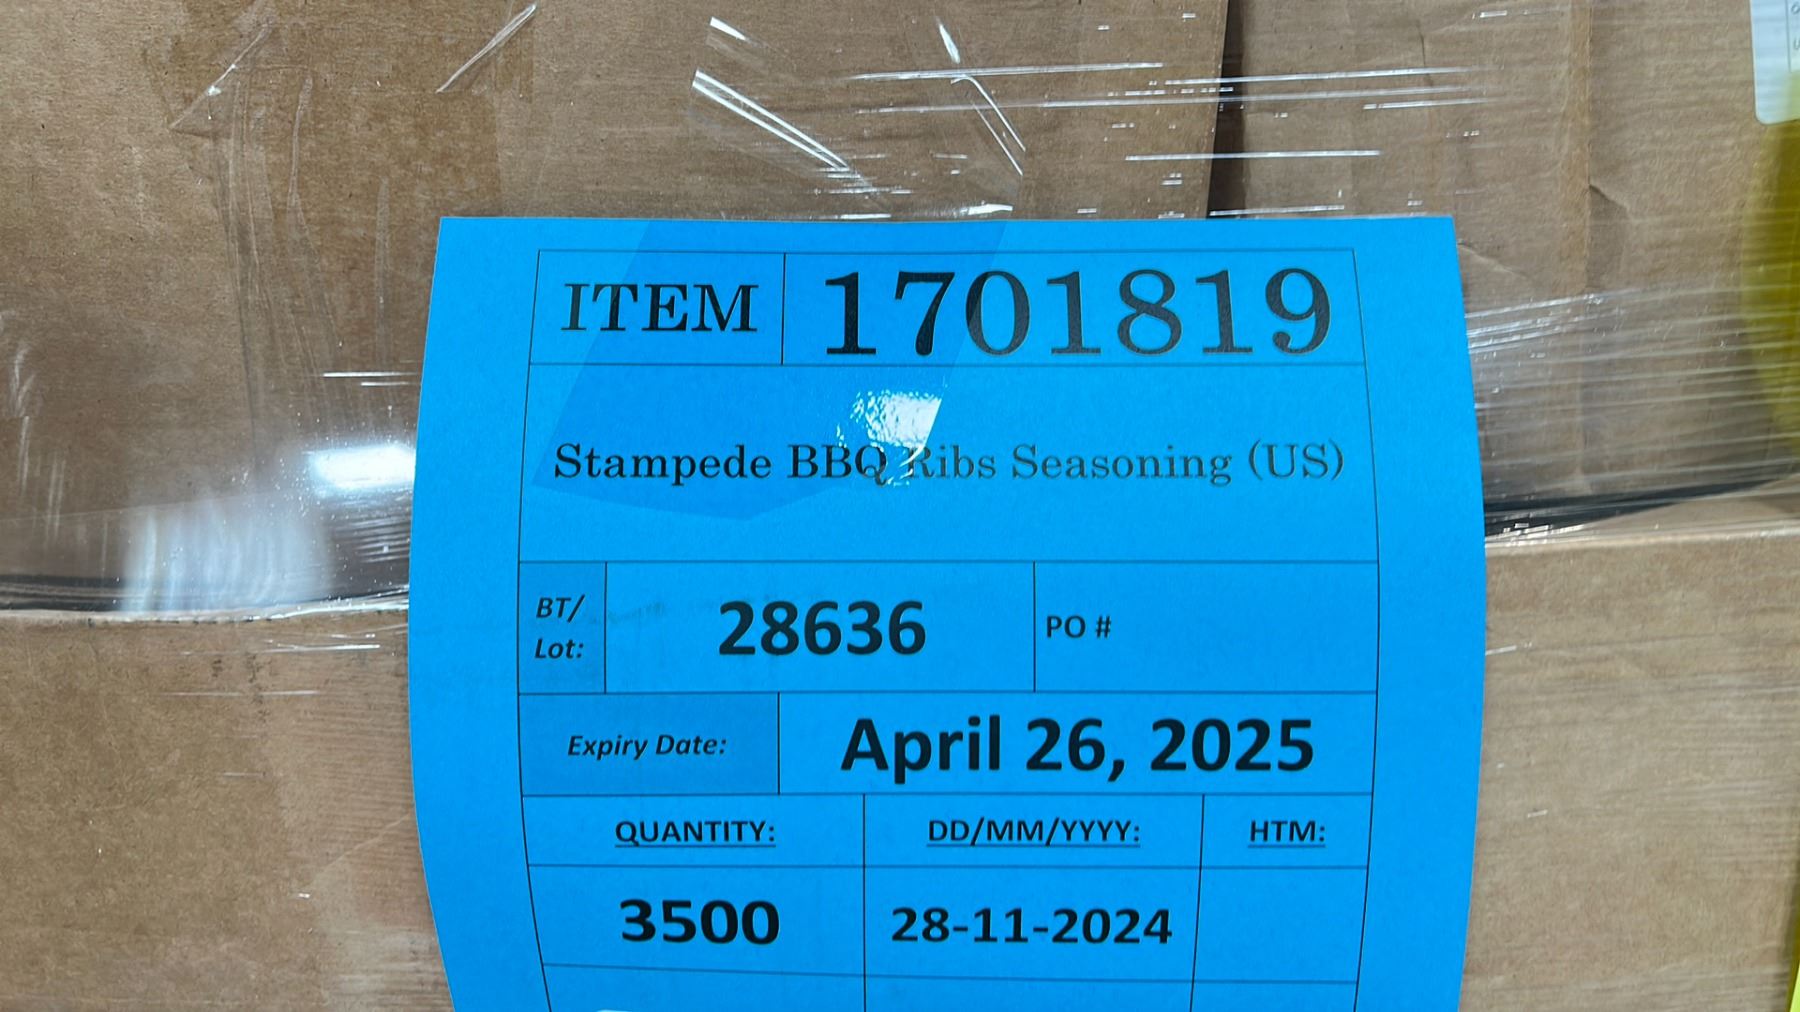 ITEM 1701819
Stampede BBQ Ribs Seasoning (US)
BT/
Lot:
28636
PO #
Expiry Date: April 26, 2025
QUANTITY: DD/MM/YYYY: HTM:
3500 28-11-2024